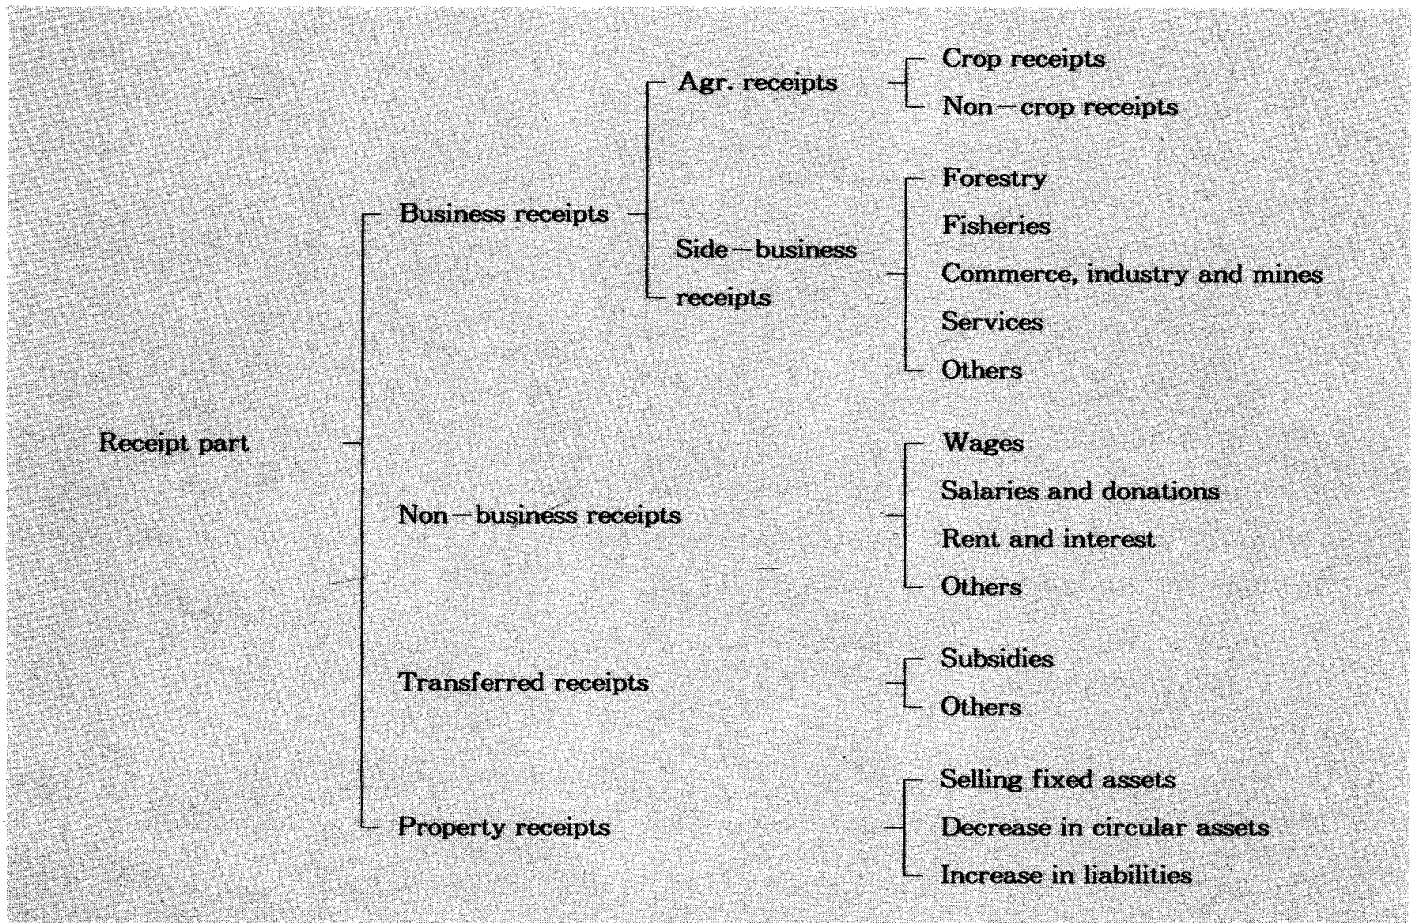 Receipt part
Business receipts
Agr. receipts
Crop receipts
Non—crop receipts
Side—business
receipts
Forestry
Fisheries
Commerce, industry and mines
Services
Others
Non—business receipts
Wages
Salaries and donations
Rent and interest
Others
Transferred receipts
Subsidies
Others
Property receipts
Selling fixed assets
Decrease in circular assets
Increase in liabilities